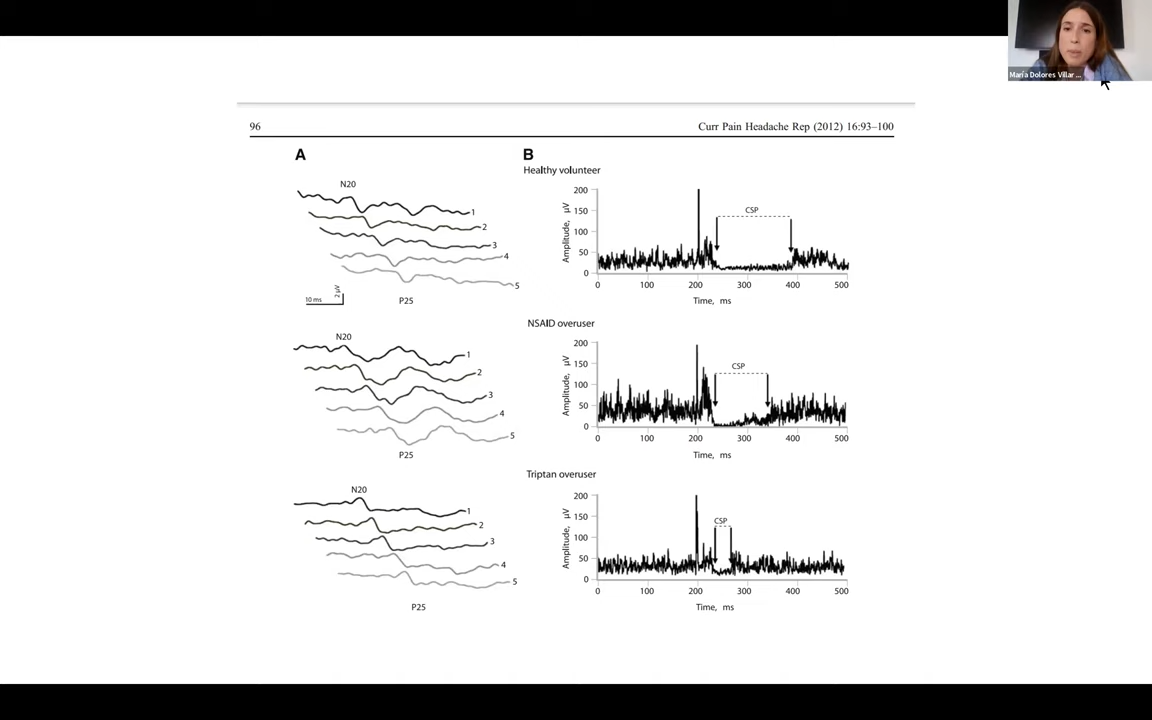 María Dolores Villar ...
96
Curr Pain Headache Rep (2012) 16:93–100
A
B
Healthy volunteer
N20
1
2
3
4
5
10 ms
2 µV
P25
Amplitude, µV
200
150
100
50
0
CSP
0 100 200 300 400 500
Time, ms
NSAID overuser
N20
1
2
3
4
5
P25
Amplitude, µV
200
150
100
50
0
CSP
0 100 200 300 400 500
Time, ms
Triptan overuser
N20
1
2
3
4
5
P25
Amplitude, µV
200
150
100
50
0
CSP
0 100 200 300 400 500
Time, ms